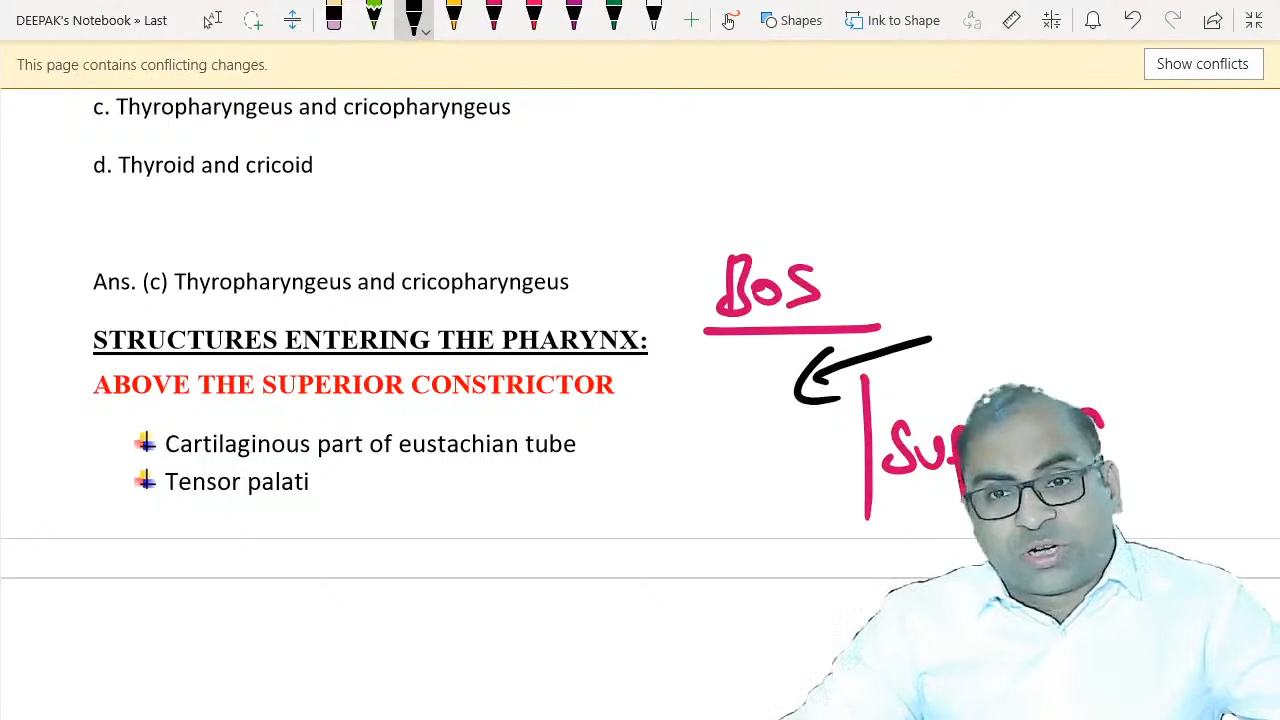 DEEPAK's Notebook » Last
Shapes
Ink to Shape
This page contains conflicting changes.
Show conflicts
c. Thyropharyngeus and cricopharyngeus
d. Thyroid and cricoid
Ans. (c) Thyropharyngeus and cricopharyngeus
BOS
STRUCTURES ENTERING THE PHARYNX:
ABOVE THE SUPERIOR CONSTRICTOR
Cartilaginous part of eustachian tube
Tensor palati